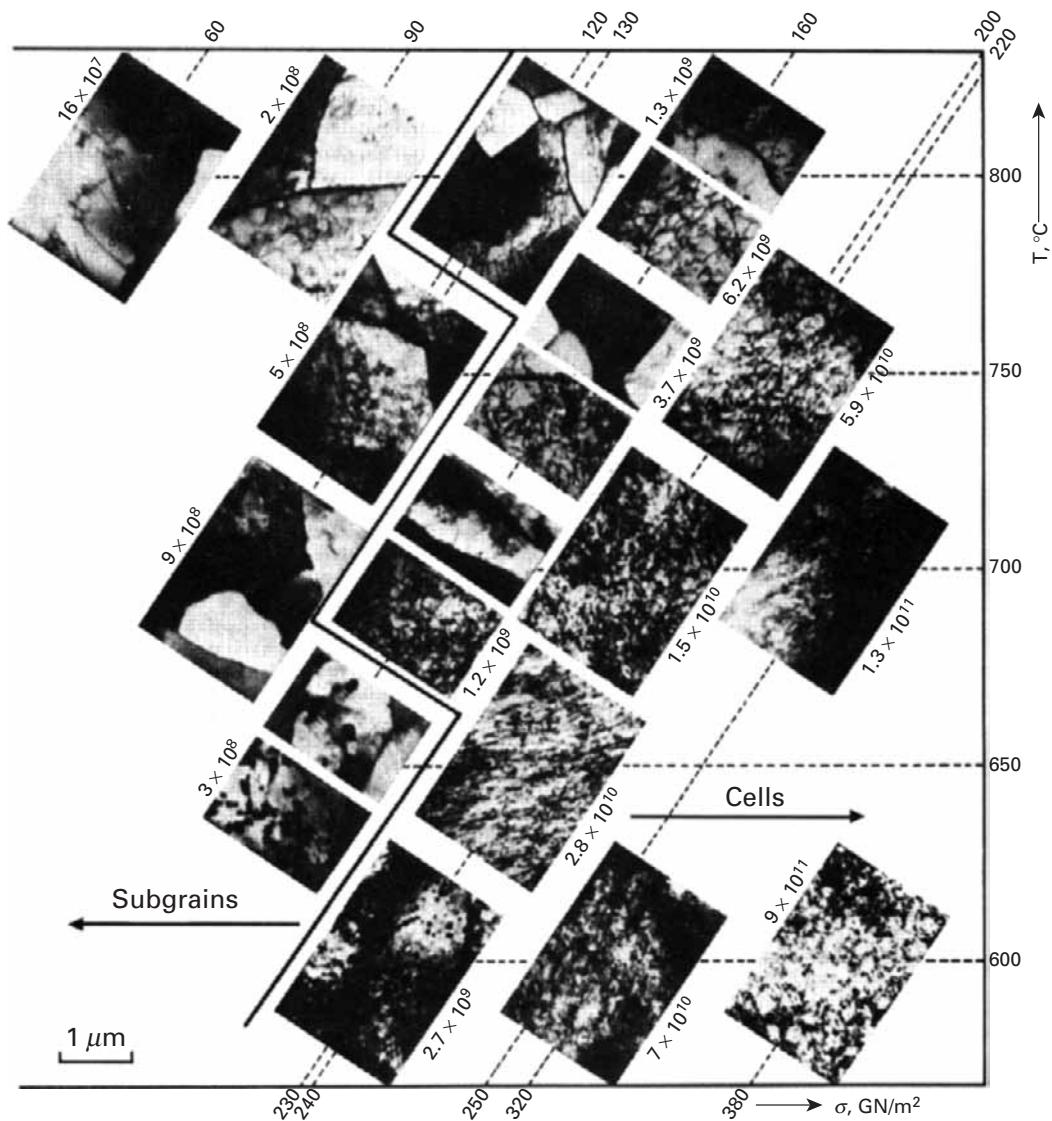 60
90
120
130
160
200
220
16 × 10⁷
2 × 10⁸
1.3 × 10⁹
T, °C
800
6.2 × 10⁹
5 × 10⁸
3.7 × 10⁹
5.9 × 10¹⁰
750
9 × 10⁸
1.2 × 10⁹
1.5 × 10¹⁰
1.3 × 10¹¹
700
3 × 10⁸
2.8 × 10¹⁰
650
Cells
Subgrains
9 × 10¹¹
600
2.7 × 10⁹
7 × 10¹⁰
1 μm
230
240
250
320
380
σ, GN/m²